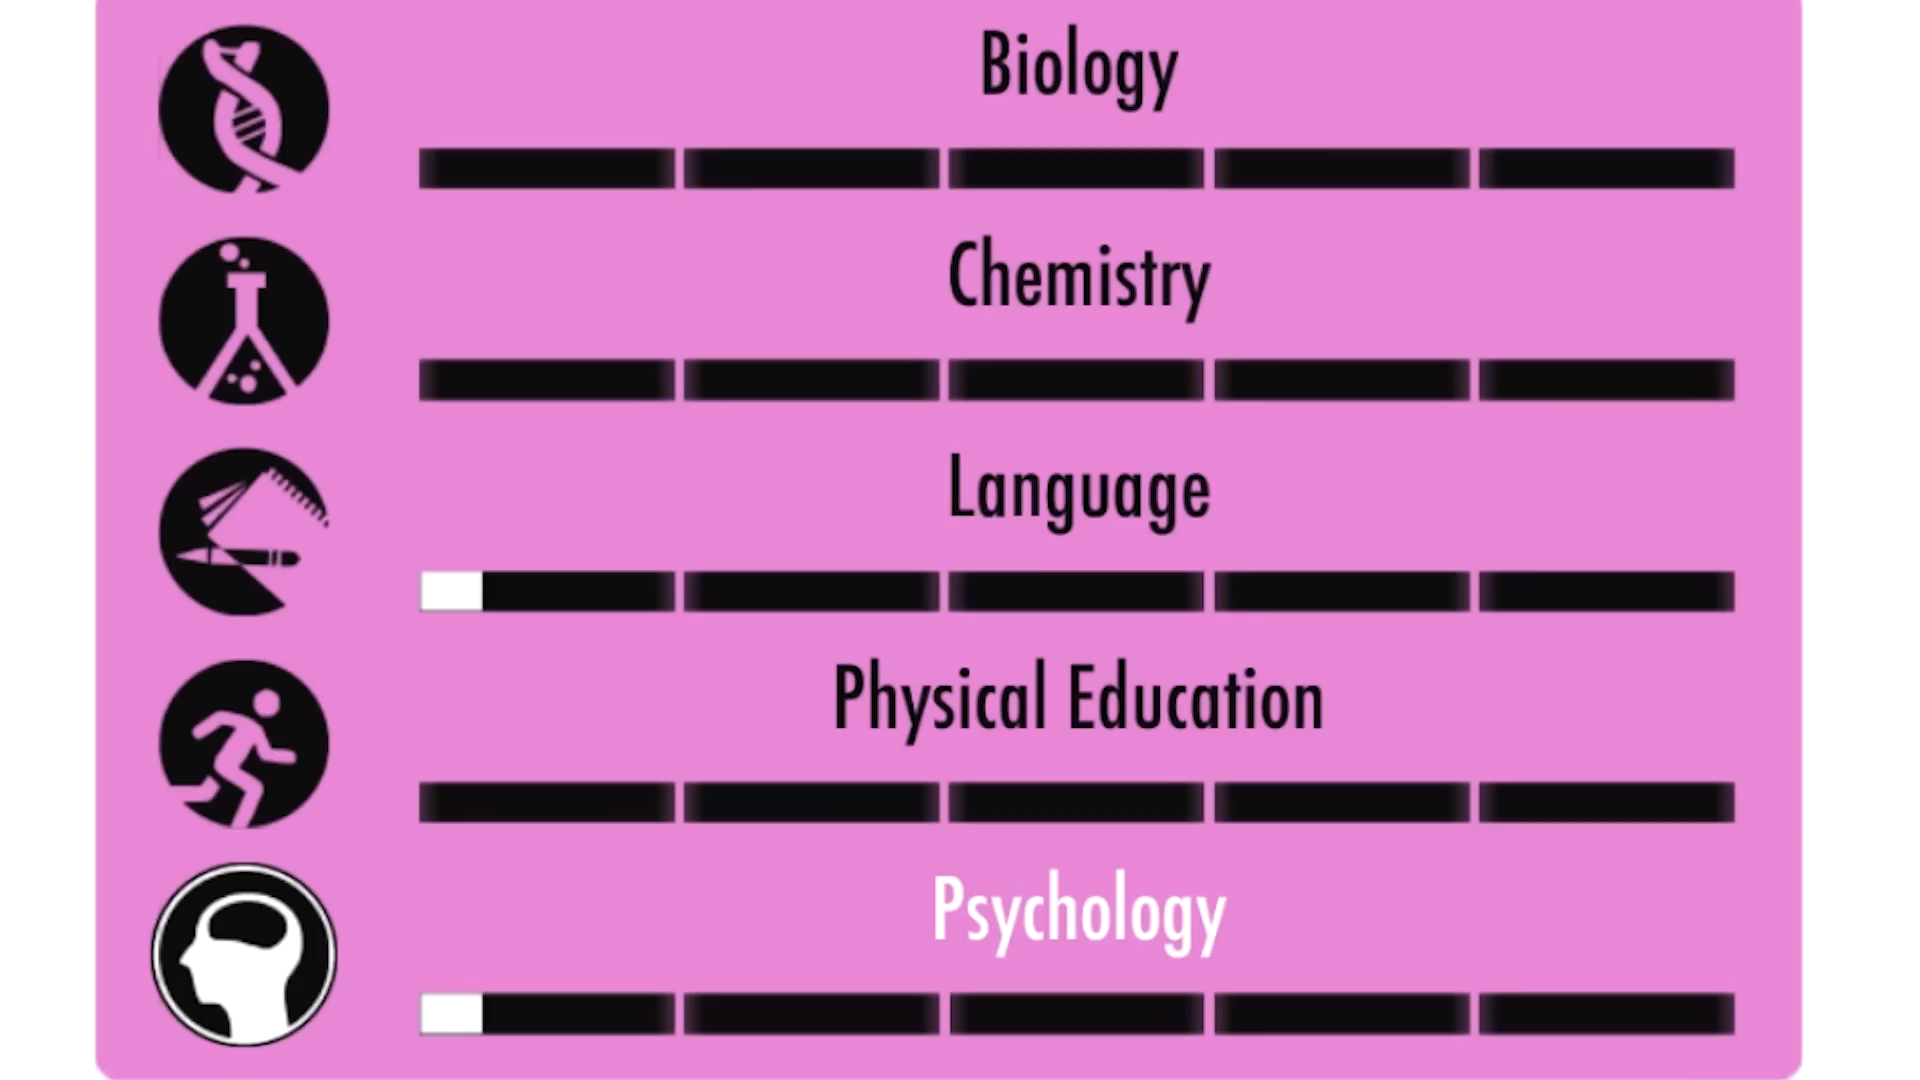 Biology
Chemistry
Language
Physical Education
Psychology